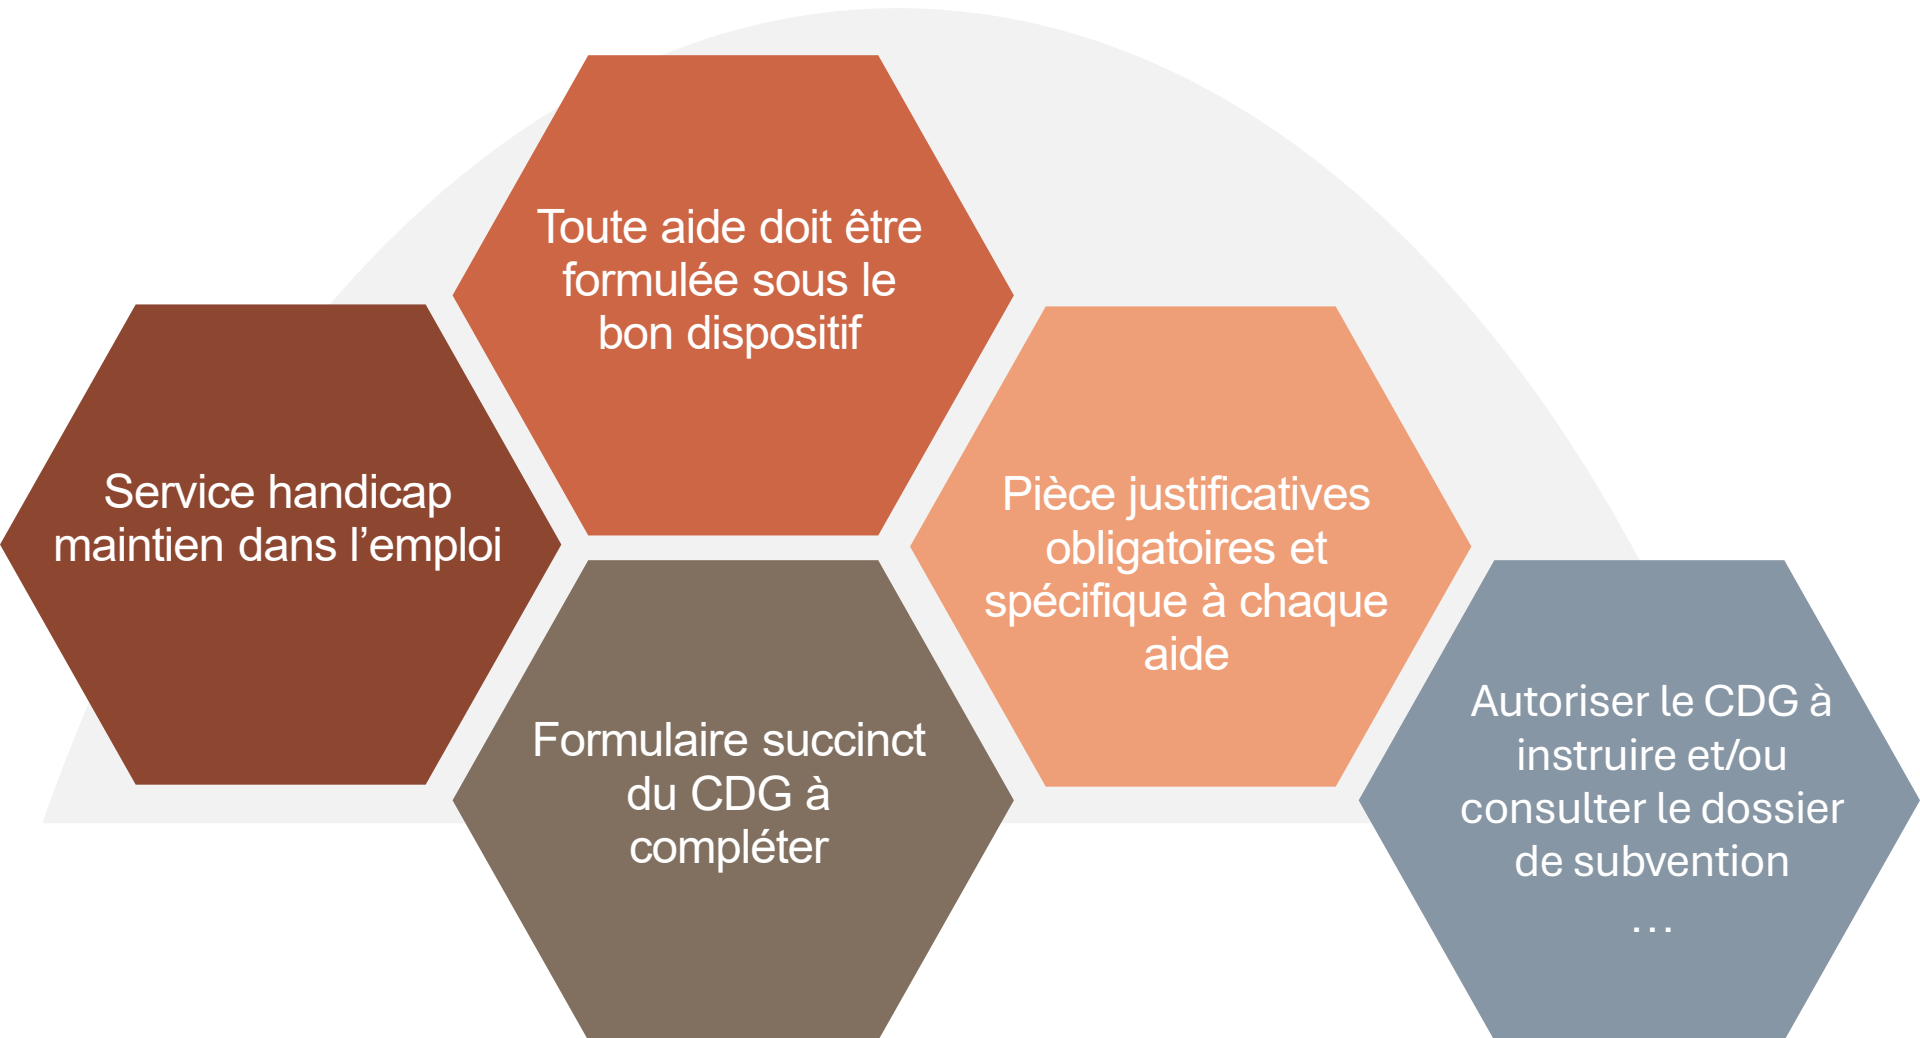 Toute aide doit être
formulée sous le
bon dispositif
Service handicap
maintien dans l’emploi
Pièce justificatives
obligatoires et
spécifique à chaque
aide
Formulaire succinct
du CDG à
compléter
Autoriser le CDG à
instruire et/ou
consulter le dossier
de subvention
…